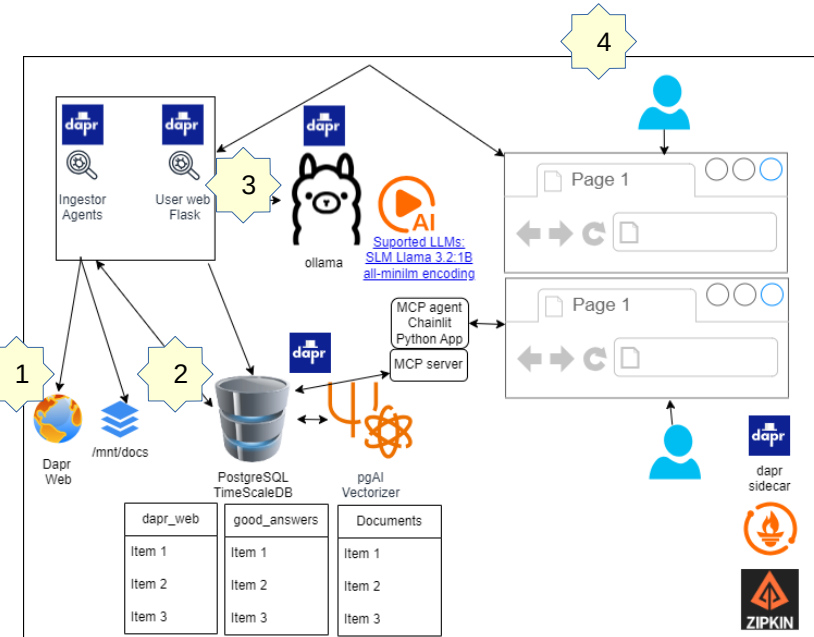 4
dapr
dapr
dapr
Ingestor
Agents
User web
Flask
3
ollama
AI
Suported LLMs:
SLM Llama 3.2:1B
all-minilm encoding
Page 1
MCP agent
Chainlit
Python App
MCP server
Page 1
1
2
dapr
Dapr
Web
/mnt/docs
PostgreSQL
TimeScaleDB
pgAI
Vectorizer
dapr
dapr
sidecar
dapr_web
Item 1
Item 2
Item 3
good_answers
Item 1
Item 2
Item 3
Documents
Item 1
Item 2
Item 3
ZIPKIN